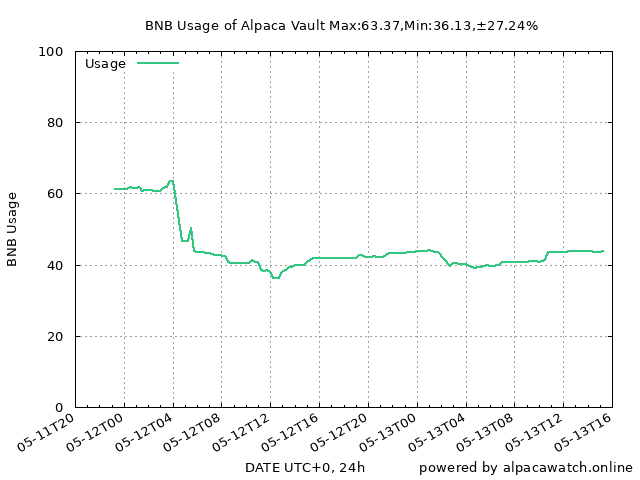 BNB Usage of Alpaca Vault Max:63.37,Min:36.13,±27.24%
Usage
BNB Usage
100
80
60
40
20
0
05-11T20
05-12T00
05-12T04
05-12T08
05-12T12
05-12T16
05-12T20
05-13T00
05-13T04
05-13T08
05-13T12
05-13T16
DATE UTC+0, 24h
powered by alpacawatch.online